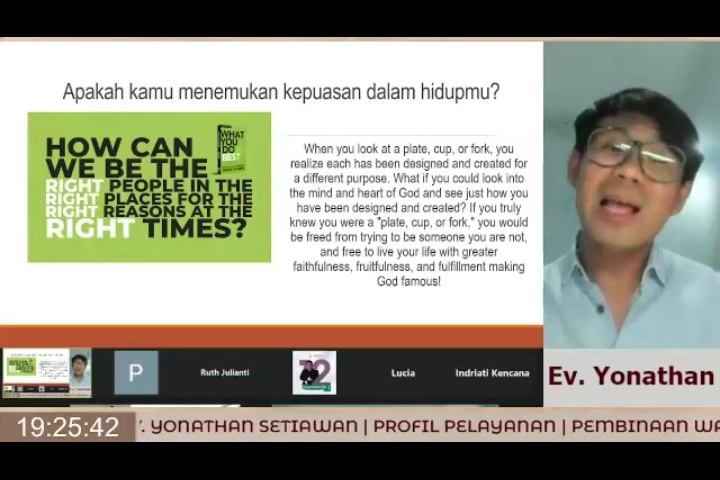 Apakah kamu menemukan kepuasan dalam hidupmu?
HOW CAN
WE BE THE
RIGHT PEOPLE IN THE
RIGHT PLACES FOR THE
RIGHT REASONS AT THE
RIGHT TIMES?
WHAT
YOU
DO
BEST
When you look at a plate, cup, or fork, you
realize each has been designed and created for
a different purpose. What if you could look into
the mind and heart of God and see just how you
have been designed and created? If you truly
knew you were a "plate, cup, or fork," you would
be freed from trying to be someone you are not,
and free to live your life with greater
faithfulness, fruitfulness, and fulfillment making
God famous!
P
Ruth Julianti
Lucia
Indriati Kencana
Ev. Yonathan
19:25:42
. YONATHAN SETIAWAN | PROFIL PELAYANAN | PEMBINAAN WA